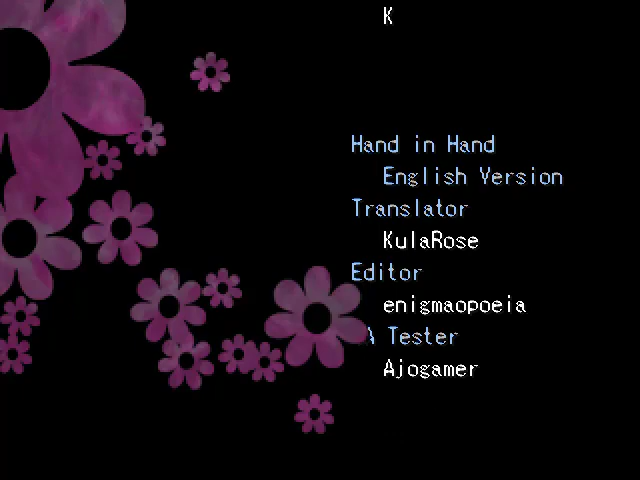 K
Hand in Hand
English Version
Translator
KulaRose
Editor
enigmaopoeia
A Tester
Ajogamer